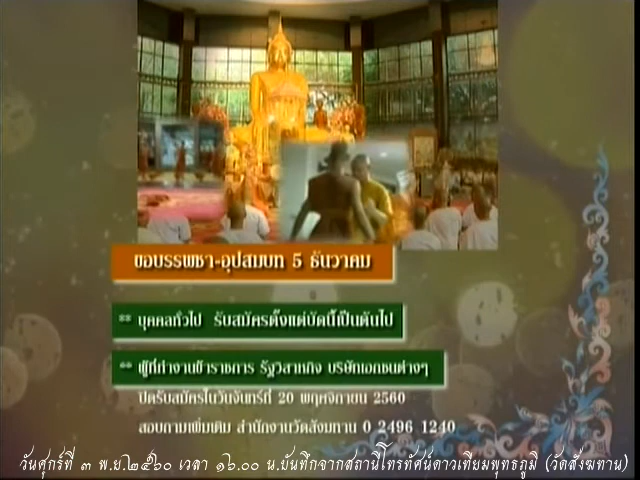 ขอบรรพชา-อุปสมบท 5 ธันวาคม
** บุคคลทั่วไป รับสมัครตั้งแต่บัดนี้เป็นต้นไป
** ผู้ที่ทำงานข้าราชการ รัฐวิสาหกิจ บริษัทเอกชนต่างๆ
ปิดรับสมัครในวันจันทร์ที่ 20 พฤศจิกายน 2560
สอบถามเพิ่มเติม สำนักงานวัดสังฆทาน 0 2496 1240
วันศุกร์ที่ ๓ พ.ย.๒๕๖๐ เวลา ๑๖.๐๐ น.บันทึกจากสถานีโทรทัศน์ดาวเทียมพุทธภูมิ (วัดสังฆทาน)